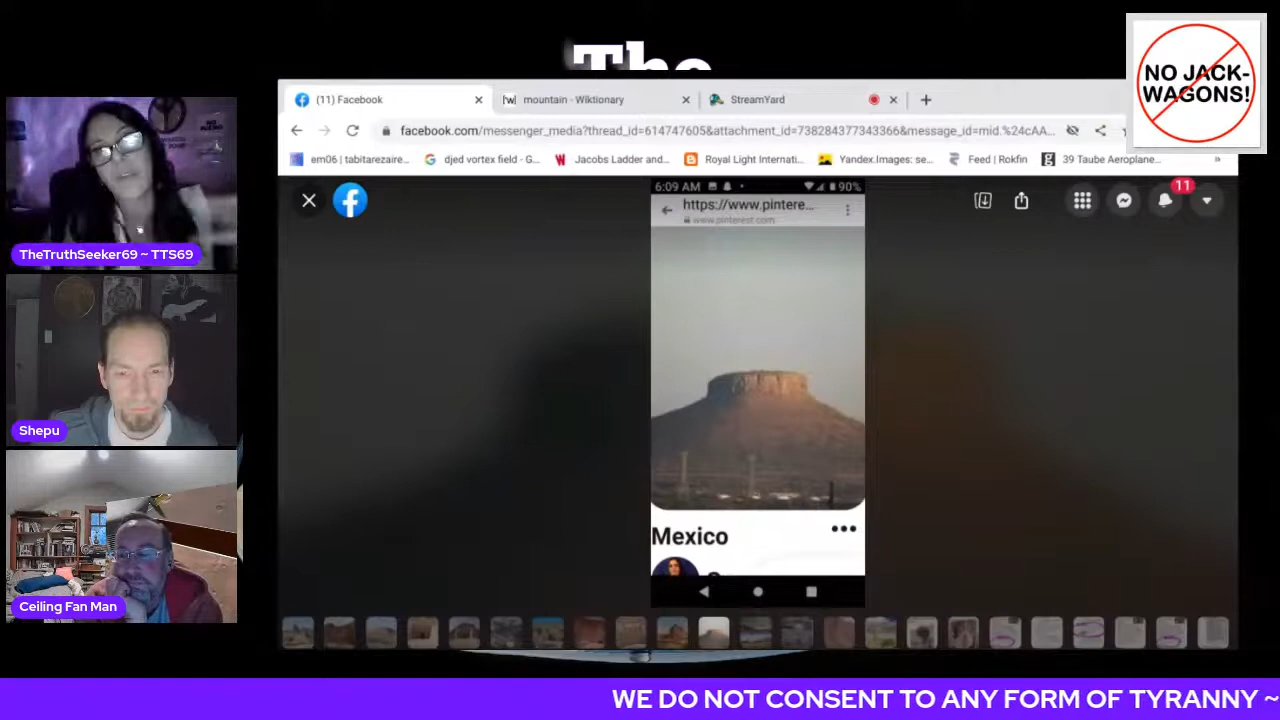 The
NO JACK-
WAGONS!
(11) Facebook
mountain - Wiktionary
StreamYard
facebook.com/messenger_media?thread_id=614747605&attachment_id=738284377343366&message_id=mid.%24cAA...
em06 | tabitarezaire...
djed vortex field - G...
Jacobs Ladder and...
Royal Light Internati...
Yandex.Images: se...
Feed | Rokfin
39 Taube Aeroplane...
»
11
6:09 AM
90%
https://www.pintere...
www.pinterest.com
Mexico
TheTruthSeeker69 ~ TTS69
Shepu
Ceiling Fan Man
WE DO NOT CONSENT TO ANY FORM OF TYRANNY ~